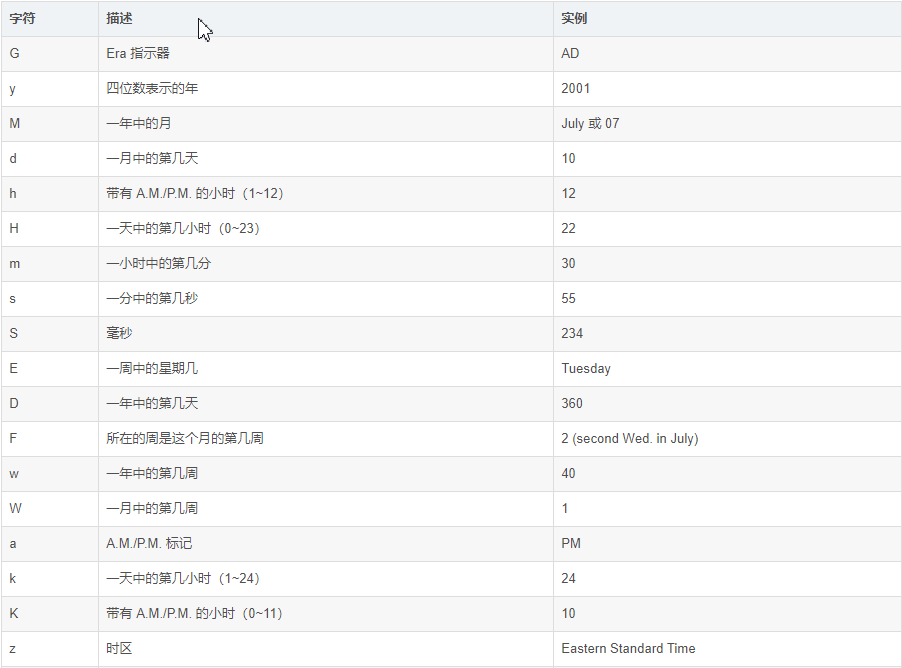 字符 描述 实例
G Era 指示器 AD
y 四位数表示的年 2001
M 一年中的月 July 或 07
d 一月中的第几天 10
h 带有 A.M./P.M. 的小时（1~12） 12
H 一天中的第几小时（0~23） 22
m 一小时中的第几分 30
s 一分中的第几秒 55
S 毫秒 234
E 一周中的星期几 Tuesday
D 一年中的第几天 360
F 所在的周是这个月的第几周 2 (second Wed. in July)
w 一年中的第几周 40
W 一月中的第几周 1
a A.M./P.M. 标记 PM
k 一天中的第几小时（1~24） 24
K 带有 A.M./P.M. 的小时（0~11） 10
z 时区 Eastern Standard Time